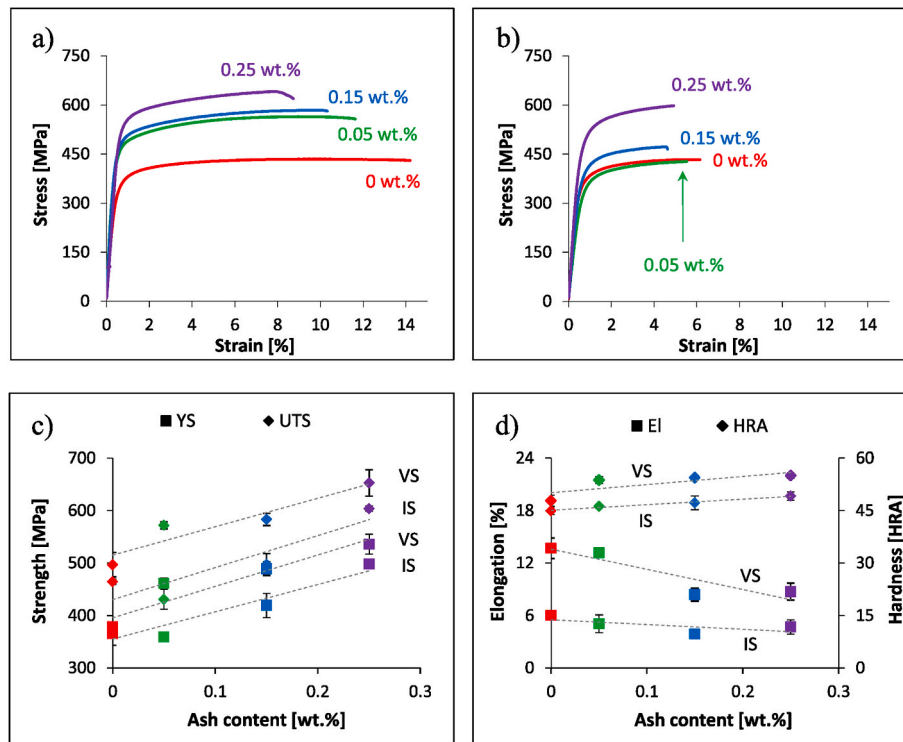 a)
750
600
450
300
150
0
Stress [MPa]
0.25 wt.%
0.15 wt.%
0.05 wt.%
0 wt.%
0 2 4 6 8 10 12 14
Strain [%]
b)
750
600
450
300
150
0
Stress [MPa]
0.25 wt.%
0.15 wt.%
0 wt.%
0.05 wt.%
0 2 4 6 8 10 12 14
Strain [%]
c)
YS UTS
700
600
500
400
300
Strength [MPa]
VS
IS
VS
IS
0 0.1 0.2 0.3
Ash content [wt.%]
d)
El HRA
24
18
12
6
0
Elongation [%]
VS
IS
VS
IS
60
45
30
15
0
Hardness [HRA]
0 0.1 0.2 0.3
Ash content [wt.%]